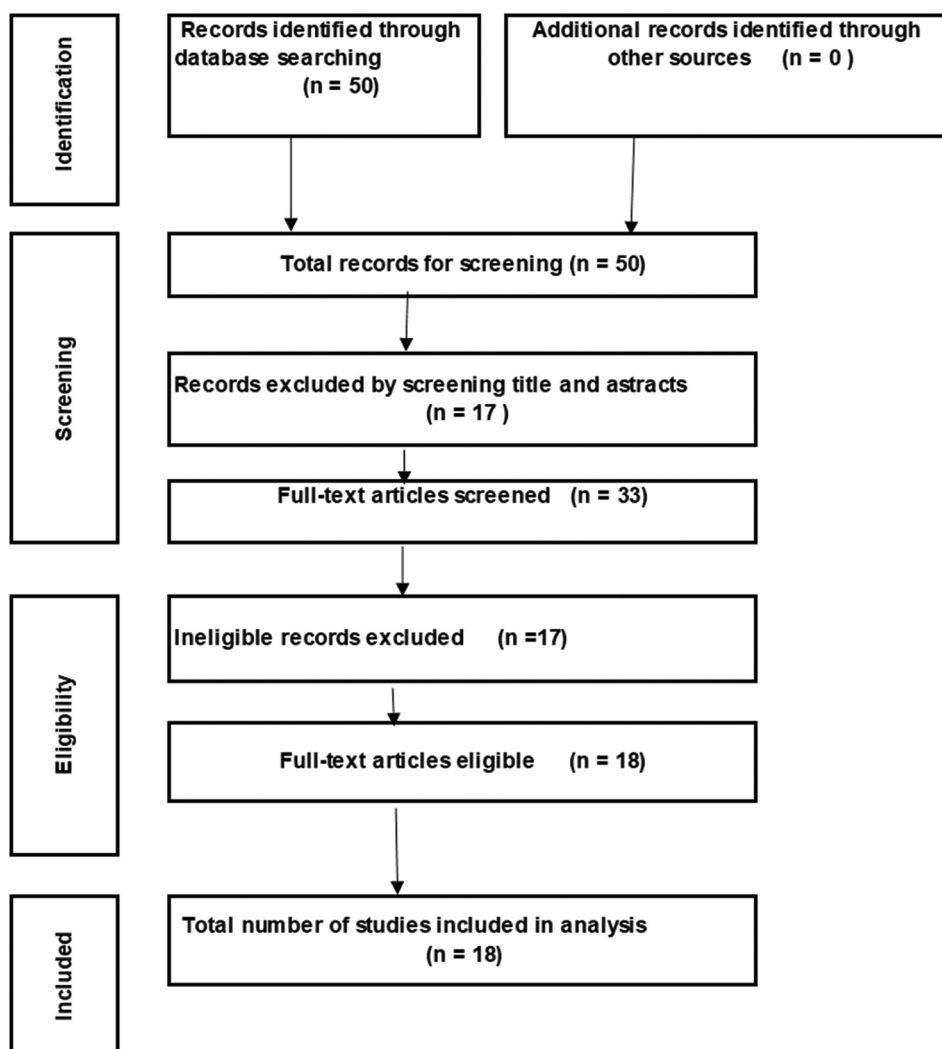 Identification
Records identified through
database searching
(n = 50)
Additional records identified through
other sources (n = 0 )
Screening
Total records for screening (n = 50)
Records excluded by screening title and astracts
(n = 17 )
Full-text articles screened (n = 33)
Eligibility
Ineligible records excluded (n =17)
Full-text articles eligible (n = 18)
Included
Total number of studies included in analysis
(n = 18)